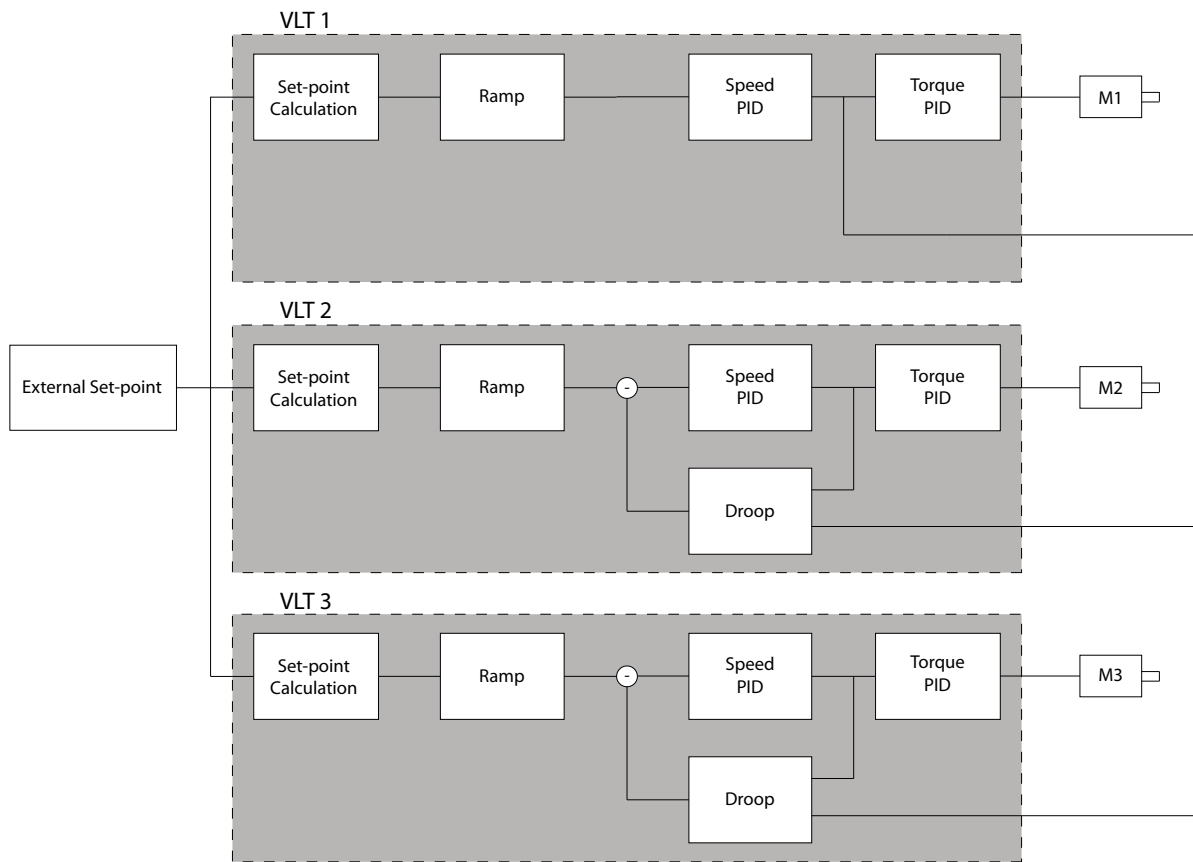 VLT 1
Set-point
Calculation
Ramp
Speed
PID
Torque
PID
M1
VLT 2
External Set-point
Set-point
Calculation
Ramp
-
Speed
PID
Torque
PID
M2
Droop
VLT 3
Set-point
Calculation
Ramp
-
Speed
PID
Torque
PID
M3
Droop